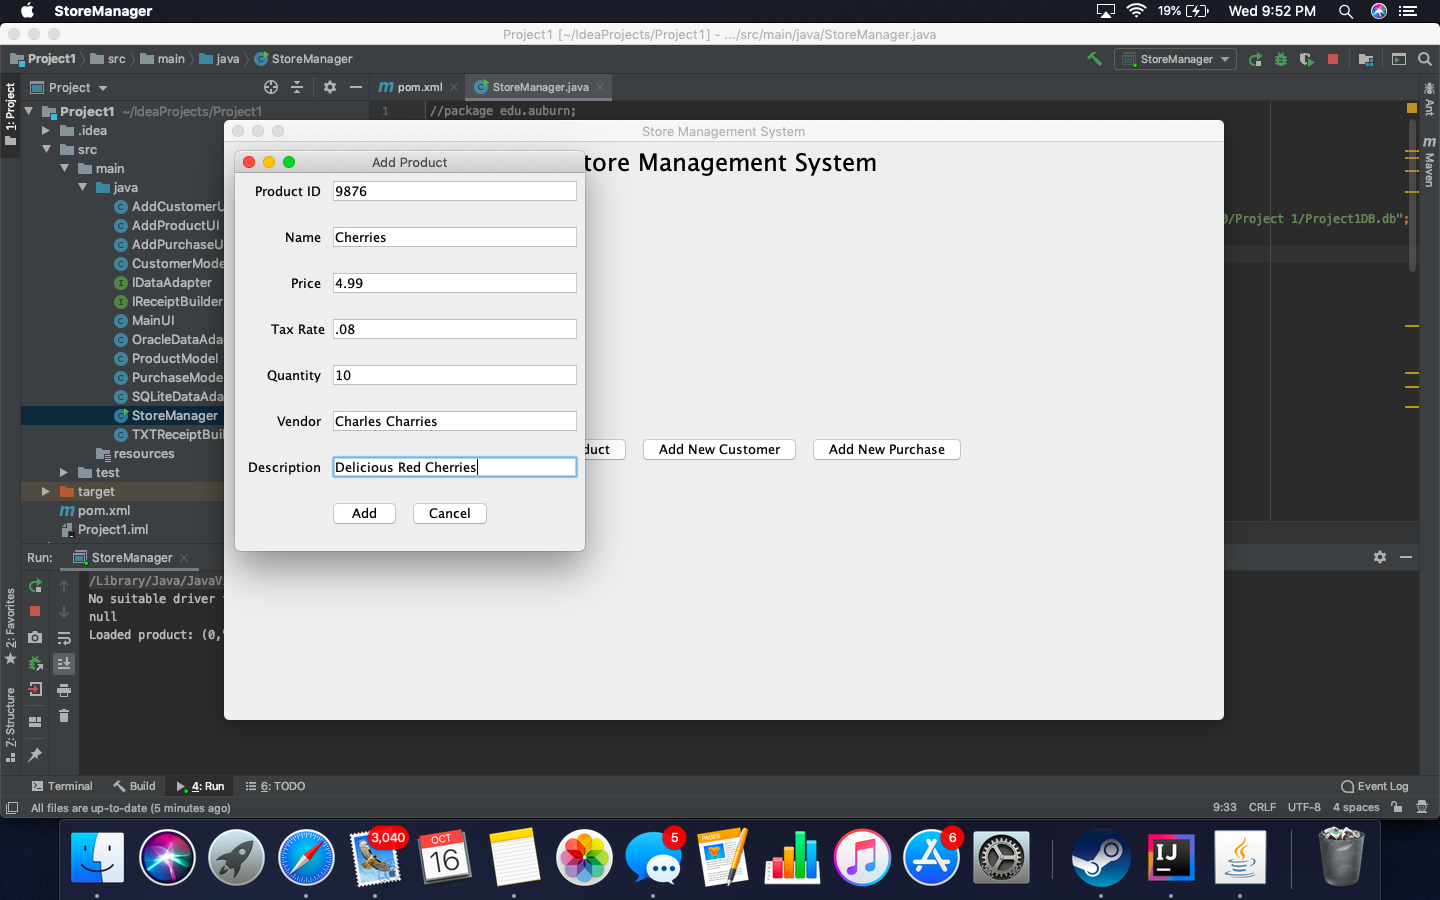 StoreManager
19%
Wed 9:52 PM
Project1 [~/IdeaProjects/Project1] - .../src/main/java/StoreManager.java
Project1
src
main
java
StoreManager
StoreManager
Project
pom.xml
StoreManager.java
1: Project
Project1 ~/IdeaProjects/Project1
.idea
src
main
java
AddCustomerU
AddProductUI
AddPurchaseU
CustomerMode
IDataAdapter
IReceiptBuilder
MainUI
OracleDataAda
ProductModel
PurchaseMode
SQLiteDataAda
StoreManager
TXTReceiptBuil
resources
test
target
pom.xml
Project1.iml
1
//package edu.auburn;
0/Project 1/Project1DB.db";
Ant
Maven
Store Management System
tore Management System
duct
Add New Customer
Add New Purchase
Add Product
Product ID
9876
Name
Cherries
Price
4.99
Tax Rate
.08
Quantity
10
Vendor
Charles Charries
Description
Delicious Red Cherries
Add
Cancel
Run:
StoreManager
/Library/Java/JavaV
No suitable driver
null
Loaded product: (0,
2: Favorites
Z: Structure
Terminal
Build
4: Run
6: TODO
Event Log
All files are up-to-date (5 minutes ago)
9:33
CRLF
UTF-8
4 spaces
3,040
OCT
16
5
PAGES
6
IJ